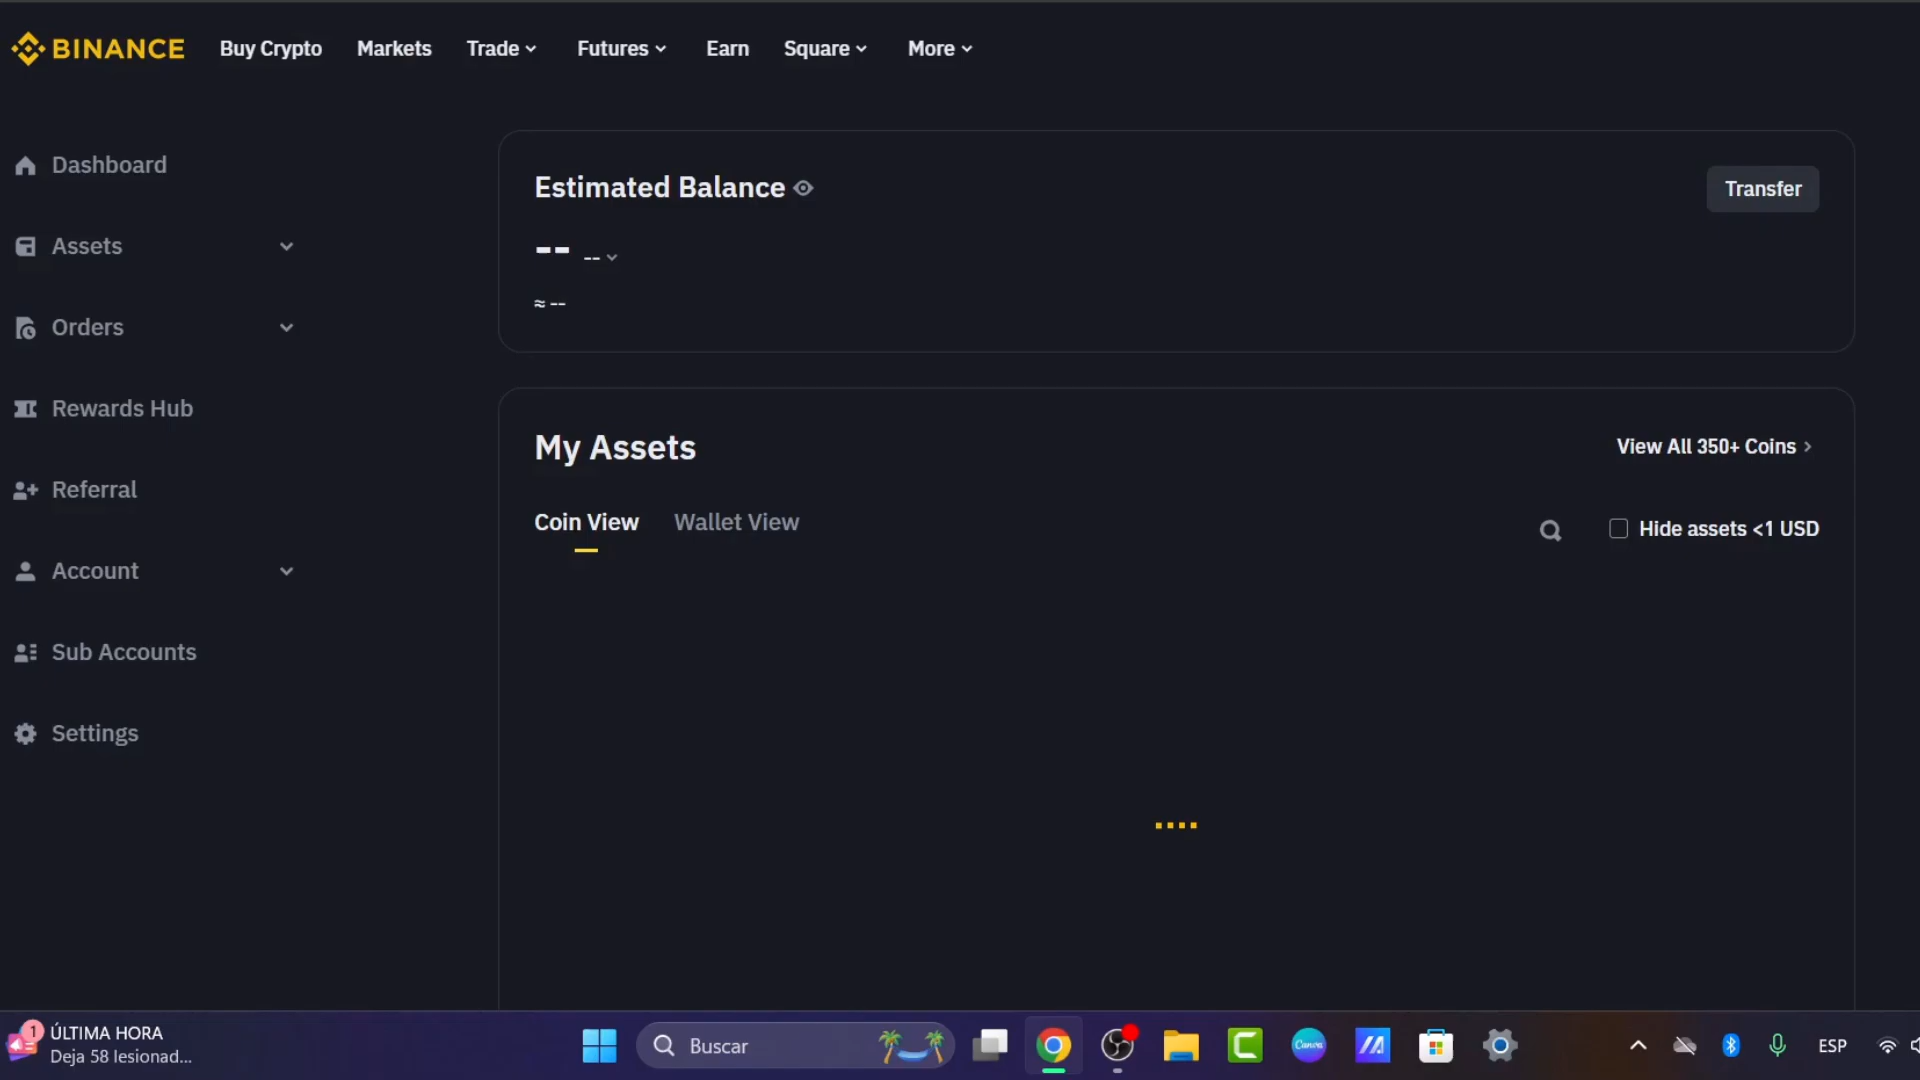 BINANCE
Buy Crypto
Markets
Trade
Futures
Earn
Square
More
Dashboard
Assets
Orders
Rewards Hub
Referral
Account
Sub Accounts
Settings
Estimated Balance
Transfer
-- --
≈ --
My Assets
View All 350+ Coins
Coin View
Wallet View
Hide assets <1 USD
1
ÚLTIMA HORA
Deja 58 lesionad...
Buscar
Canva
ESP